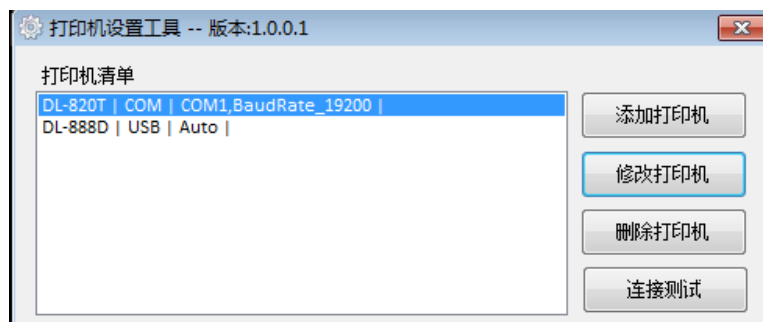 打印机设置工具 -- 版本:1.0.0.1
打印机清单
DL-820T | COM | COM1,BaudRate_19200 |
DL-888D | USB | Auto |
添加打印机
修改打印机
删除打印机
连接测试